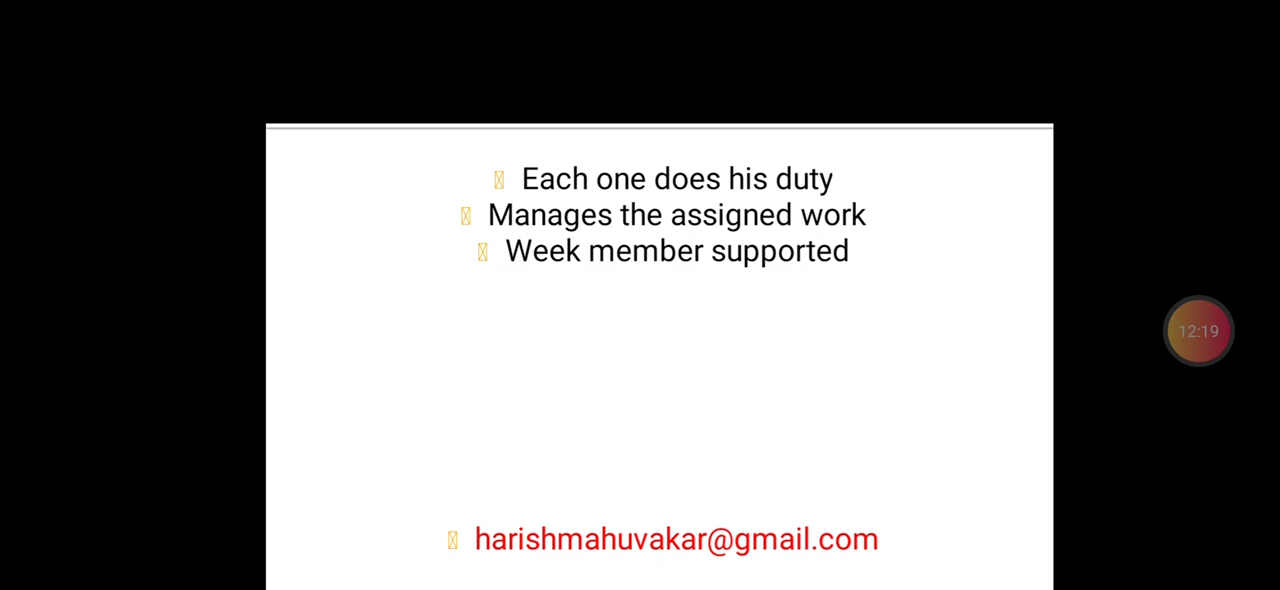 Each one does his duty
Manages the assigned work
Week member supported
12:19
harishmahuvakar@gmail.com